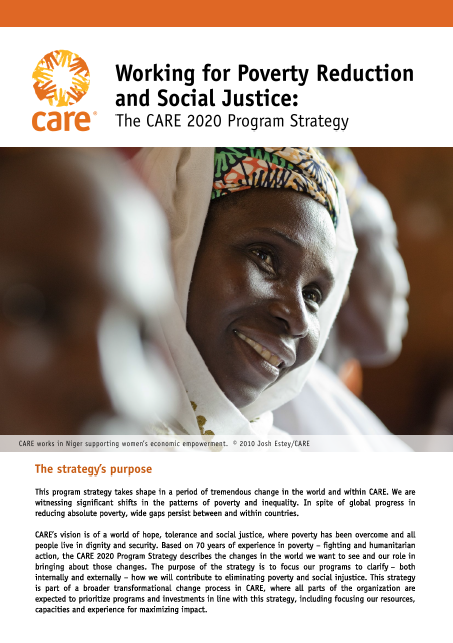 care®
Working for Poverty Reduction
and Social Justice:
The CARE 2020 Program Strategy
CARE works in Niger supporting women's economic empowerment. © 2010 Josh Estey/CARE
The strategy's purpose
This program strategy takes shape in a period of tremendous change in the world and within CARE. We are
witnessing significant shifts in the patterns of poverty and inequality. In spite of global progress in
reducing absolute poverty, wide gaps persist between and within countries.
CARE's vision is of a world of hope, tolerance and social justice, where poverty has been overcome and all
people live in dignity and security. Based on 70 years of experience in poverty – fighting and humanitarian
action, the CARE 2020 Program Strategy describes the changes in the world we want to see and our role in
bringing about those changes. The purpose of the strategy is to focus our programs to clarify – both
internally and externally – how we will contribute to eliminating poverty and social injustice. This strategy
is part of a broader transformational change process in CARE, where all parts of the organization are
expected to prioritize programs and investments in line with this strategy, including focusing our resources,
capacities and experience for maximizing impact.